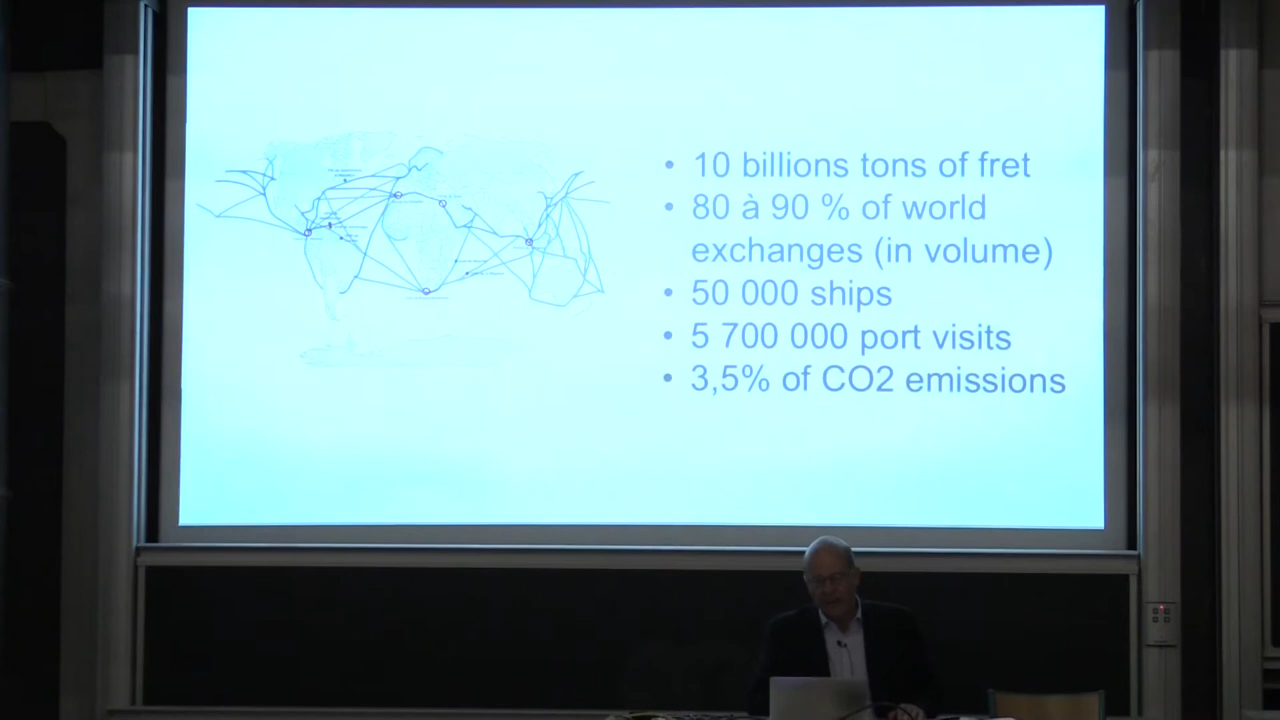 • 10 billions tons of fret
• 80 à 90 % of world
exchanges (in volume)
• 50 000 ships
• 5 700 000 port visits
• 3,5% of CO2 emissions